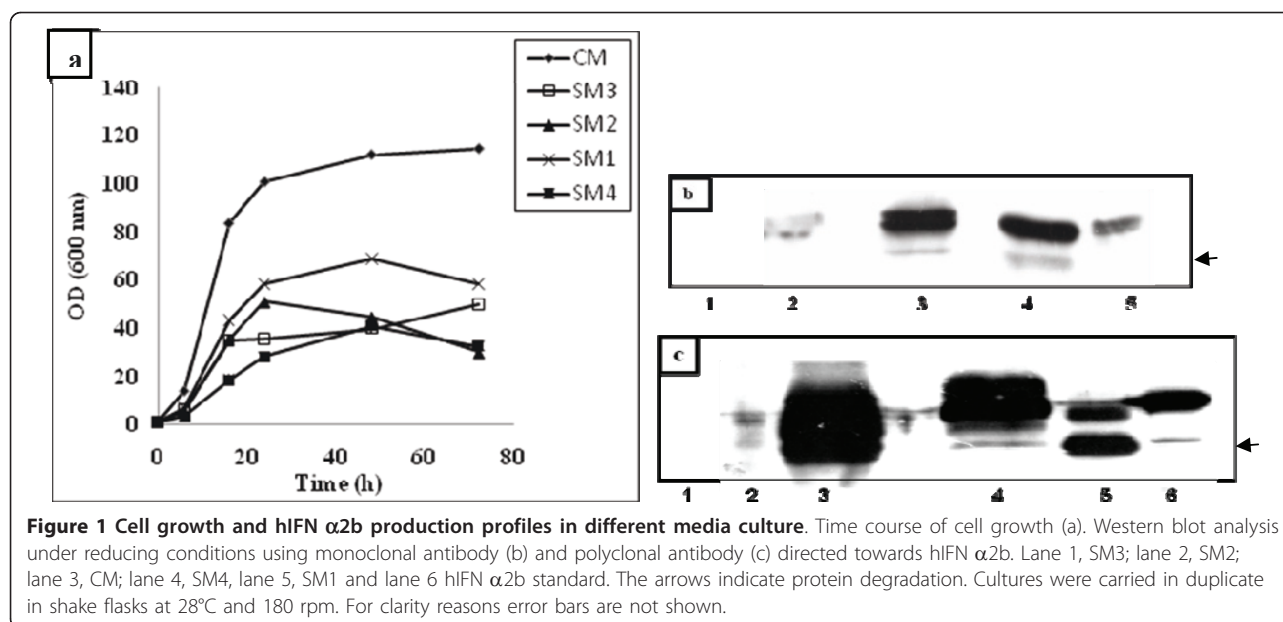 a
CM
SM3
SM2
SM1
SM4
140
120
100
80
60
40
20
0
OD (600 nm)
0 20 40 60 80
Time (h)
b
1 2 3 4 5
c
1 2 3 4 5 6
Figure 1 Cell growth and hIFN α2b production profiles in different media culture. Time course of cell growth (a). Western blot analysis
under reducing conditions using monoclonal antibody (b) and polyclonal antibody (c) directed towards hIFN α2b. Lane 1, SM3; lane 2, SM2;
lane 3, CM; lane 4, SM4, lane 5, SM1 and lane 6 hIFN α2b standard. The arrows indicate protein degradation. Cultures were carried in duplicate
in shake flasks at 28°C and 180 rpm. For clarity reasons error bars are not shown.